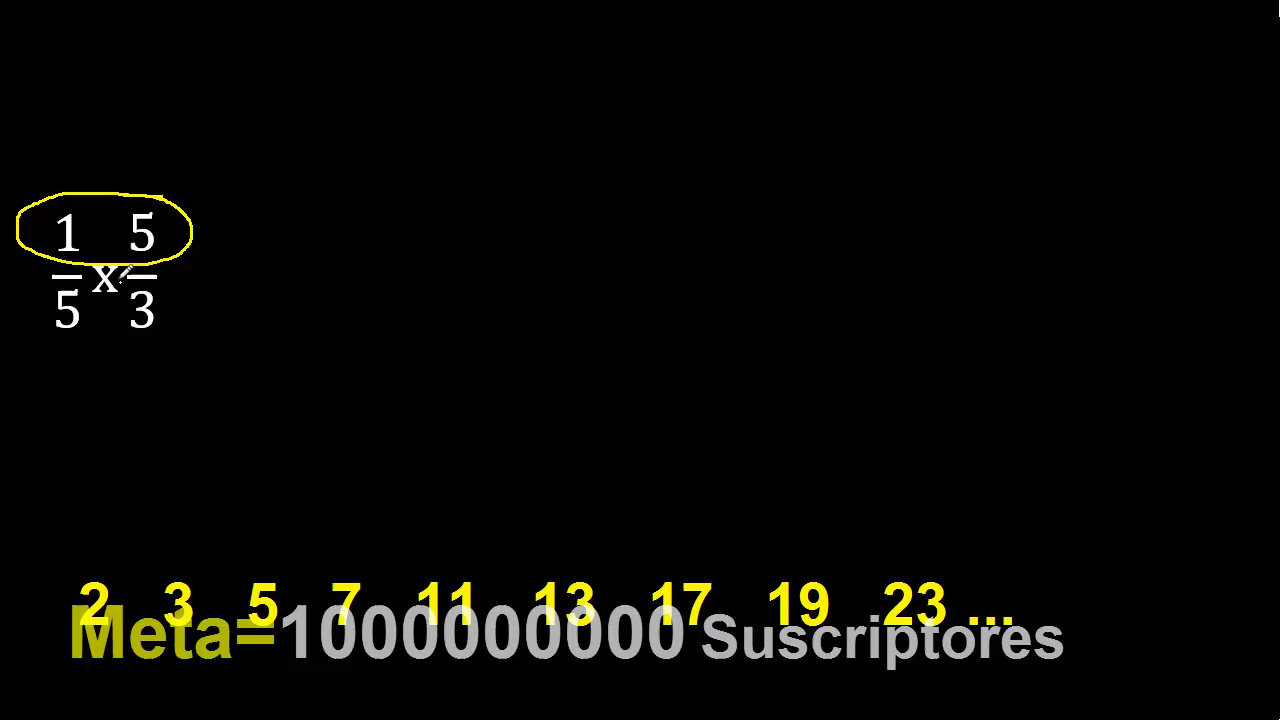 1 5
x
5 3
2 3 5 7 11 13 17 19 23 ...
Meta=1000000000 Suscriptores